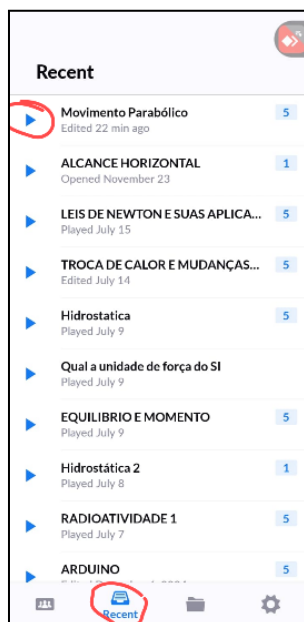 Recent
Movimento Parabólico
5
Edited 22 min ago
ALCANCE HORIZONTAL
1
Opened November 23
LEIS DE NEWTON E SUAS APLICA...
5
Played July 15
TROCA DE CALOR E MUDANÇAS...
5
Edited July 14
Hidrostatica
5
Played July 9
Qual a unidade de força do SI
Played July 9
EQUILIBRIO E MOMENTO
5
Played July 9
Hidrostática 2
1
Played July 8
RADIOATIVIDADE 1
5
Played July 7
ARDUINO
5
Recent